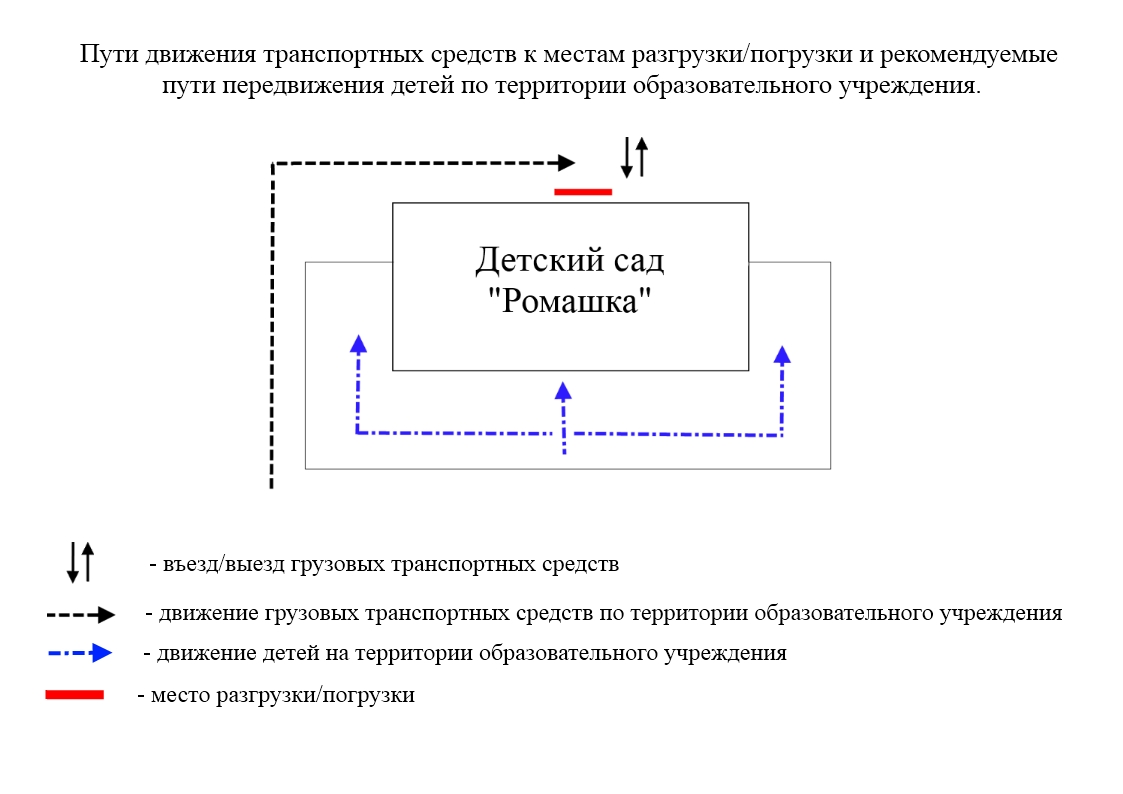 Пути движения транспортных средств к местам разгрузки/погрузки и рекомендуемые
пути передвижения детей по территории образовательного учреждения.
Детский сад
"Ромашка"
- въезд/выезд грузовых транспортных средств
- движение грузовых транспортных средств по территории образовательного учреждения
- движение детей на территории образовательного учреждения
- место разгрузки/погрузки